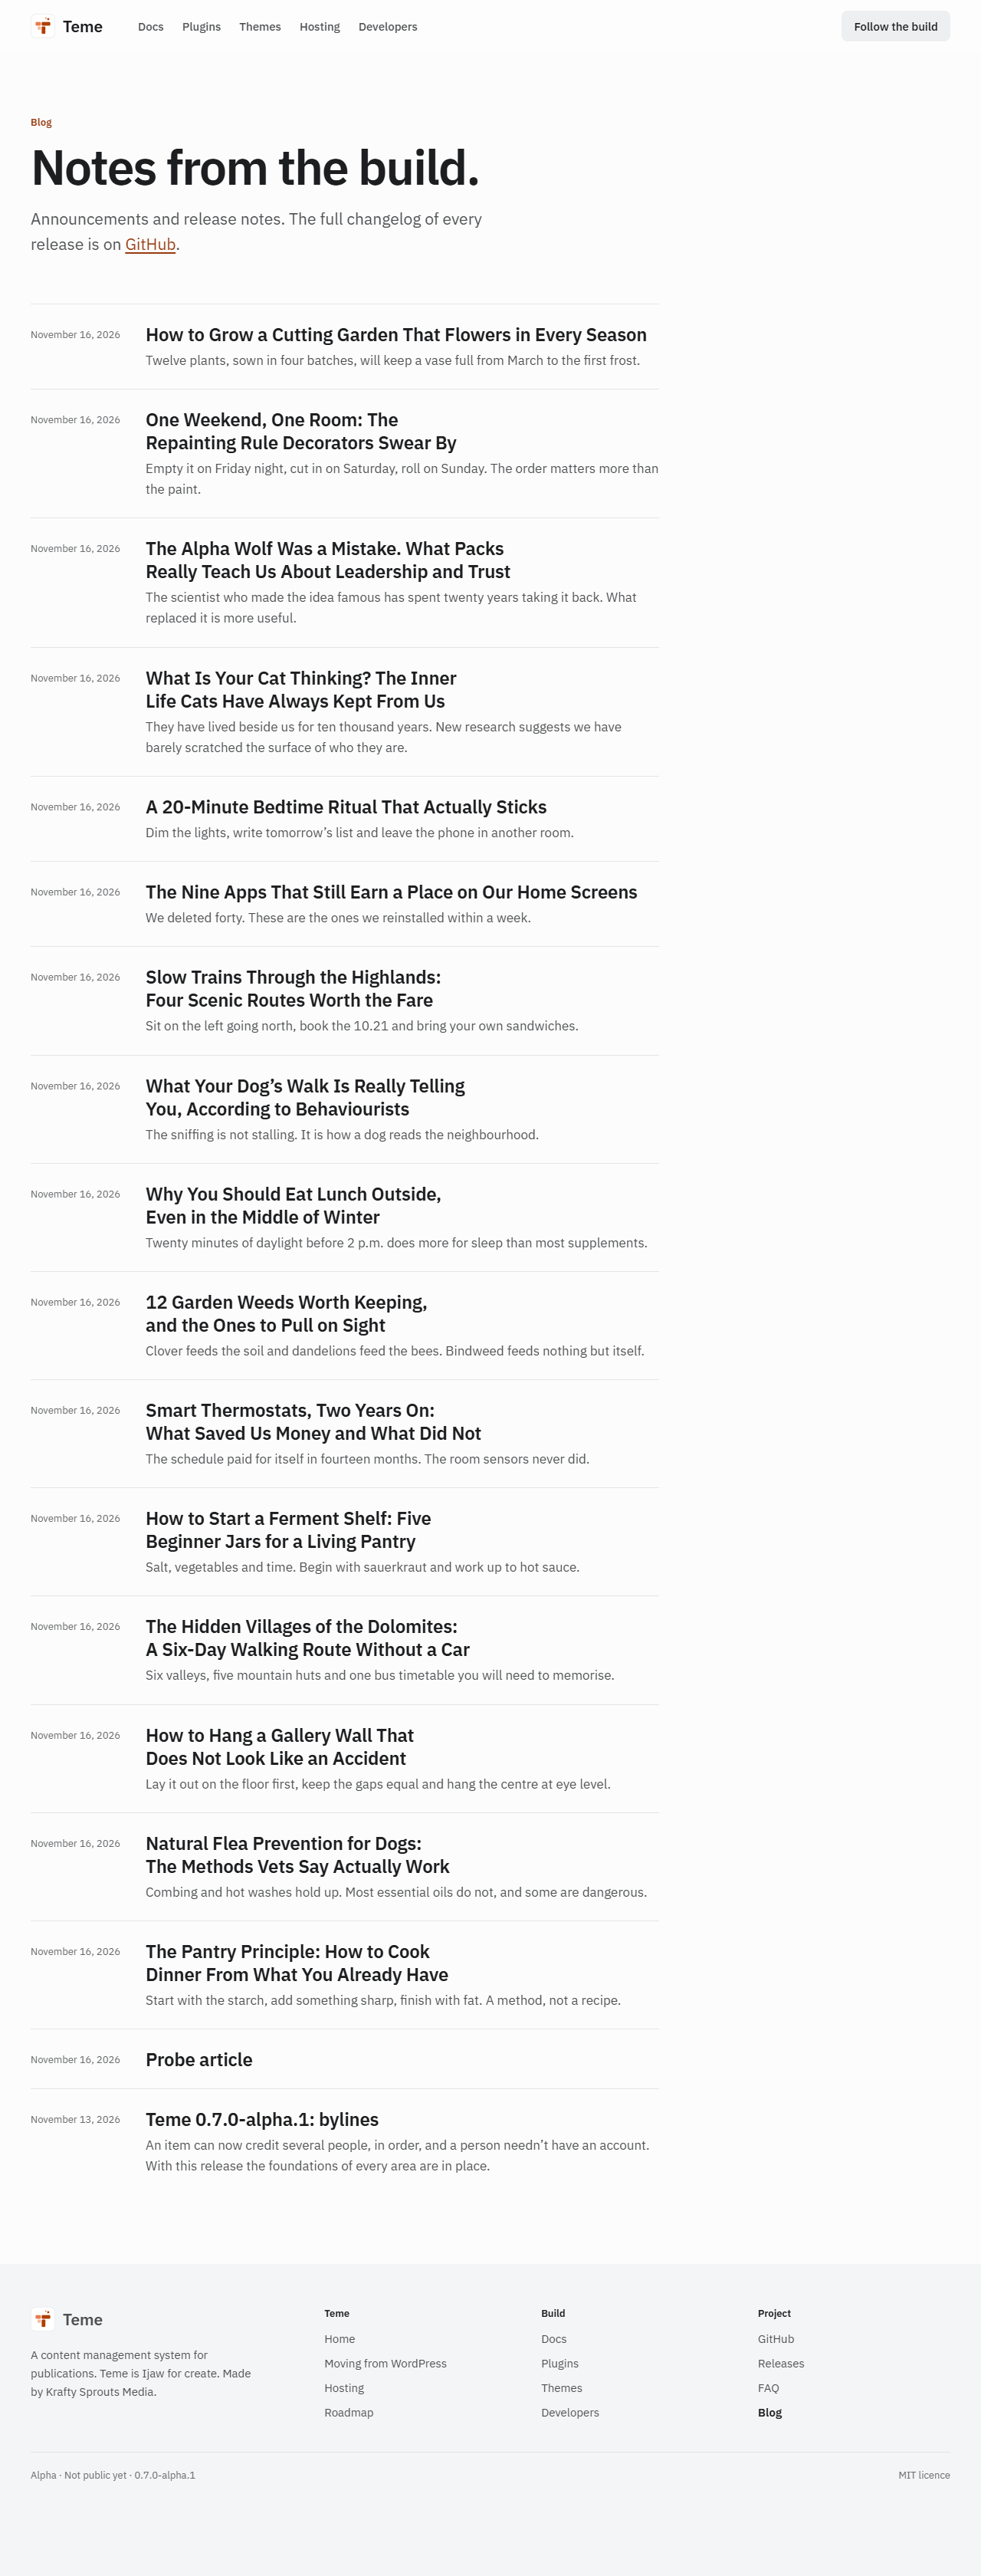 Teme
Docs
Plugins
Themes
Hosting
Developers
Follow the build
Blog
Notes from the build.
Announcements and release notes. The full changelog of every
release is on GitHub.
November 16, 2026
How to Grow a Cutting Garden That Flowers in Every Season
Twelve plants, sown in four batches, will keep a vase full from March to the first frost.
November 16, 2026
One Weekend, One Room: The
Repainting Rule Decorators Swear By
Empty it on Friday night, cut in on Saturday, roll on Sunday. The order matters more than
the paint.
November 16, 2026
The Alpha Wolf Was a Mistake. What Packs
Really Teach Us About Leadership and Trust
The scientist who made the idea famous has spent twenty years taking it back. What
replaced it is more useful.
November 16, 2026
What Is Your Cat Thinking? The Inner
Life Cats Have Always Kept From Us
They have lived beside us for ten thousand years. New research suggests we have
barely scratched the surface of who they are.
November 16, 2026
A 20-Minute Bedtime Ritual That Actually Sticks
Dim the lights, write tomorrow’s list and leave the phone in another room.
November 16, 2026
The Nine Apps That Still Earn a Place on Our Home Screens
We deleted forty. These are the ones we reinstalled within a week.
November 16, 2026
Slow Trains Through the Highlands:
Four Scenic Routes Worth the Fare
Sit on the left going north, book the 10.21 and bring your own sandwiches.
November 16, 2026
What Your Dog’s Walk Is Really Telling
You, According to Behaviourists
The sniffing is not stalling. It is how a dog reads the neighbourhood.
November 16, 2026
Why You Should Eat Lunch Outside,
Even in the Middle of Winter
Twenty minutes of daylight before 2 p.m. does more for sleep than most supplements.
November 16, 2026
12 Garden Weeds Worth Keeping,
and the Ones to Pull on Sight
Clover feeds the soil and dandelions feed the bees. Bindweed feeds nothing but itself.
November 16, 2026
Smart Thermostats, Two Years On:
What Saved Us Money and What Did Not
The schedule paid for itself in fourteen months. The room sensors never did.
November 16, 2026
How to Start a Ferment Shelf: Five
Beginner Jars for a Living Pantry
Salt, vegetables and time. Begin with sauerkraut and work up to hot sauce.
November 16, 2026
The Hidden Villages of the Dolomites:
A Six-Day Walking Route Without a Car
Six valleys, five mountain huts and one bus timetable you will need to memorise.
November 16, 2026
How to Hang a Gallery Wall That
Does Not Look Like an Accident
Lay it out on the floor first, keep the gaps equal and hang the centre at eye level.
November 16, 2026
Natural Flea Prevention for Dogs:
The Methods Vets Say Actually Work
Combing and hot washes hold up. Most essential oils do not, and some are dangerous.
November 16, 2026
The Pantry Principle: How to Cook
Dinner From What You Already Have
Start with the starch, add something sharp, finish with fat. A method, not a recipe.
November 16, 2026
Probe article
November 13, 2026
Teme 0.7.0-alpha.1: bylines
An item can now credit several people, in order, and a person needn’t have an account.
With this release the foundations of every area are in place.
Teme
A content management system for
publications. Teme is Ijaw for create. Made
by Krafty Sprouts Media.
Teme
Home
Moving from WordPress
Hosting
Roadmap
Build
Docs
Plugins
Themes
Developers
Project
GitHub
Releases
FAQ
Blog
Alpha · Not public yet · 0.7.0-alpha.1
MIT licence